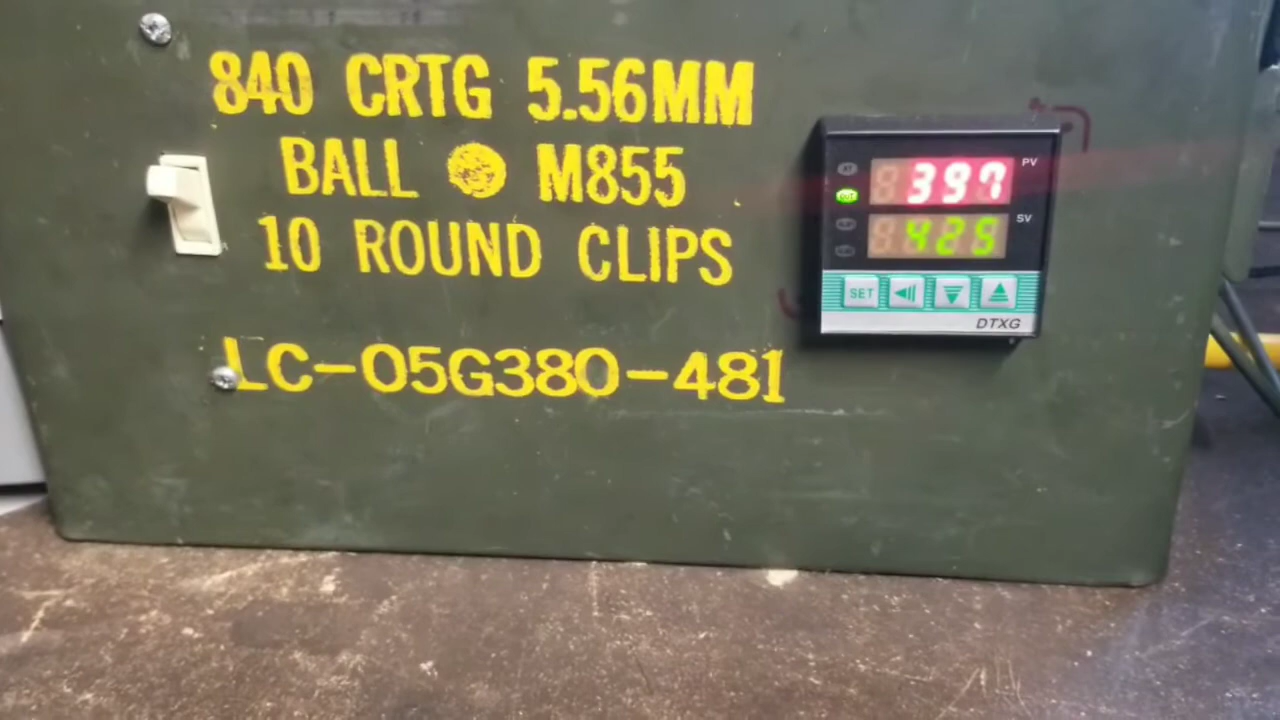 840 CRTG 5.56MM
BALL M855
10 ROUND CLIPS
LC-05G380-481
397 PV
425 SV
SET
DTXG